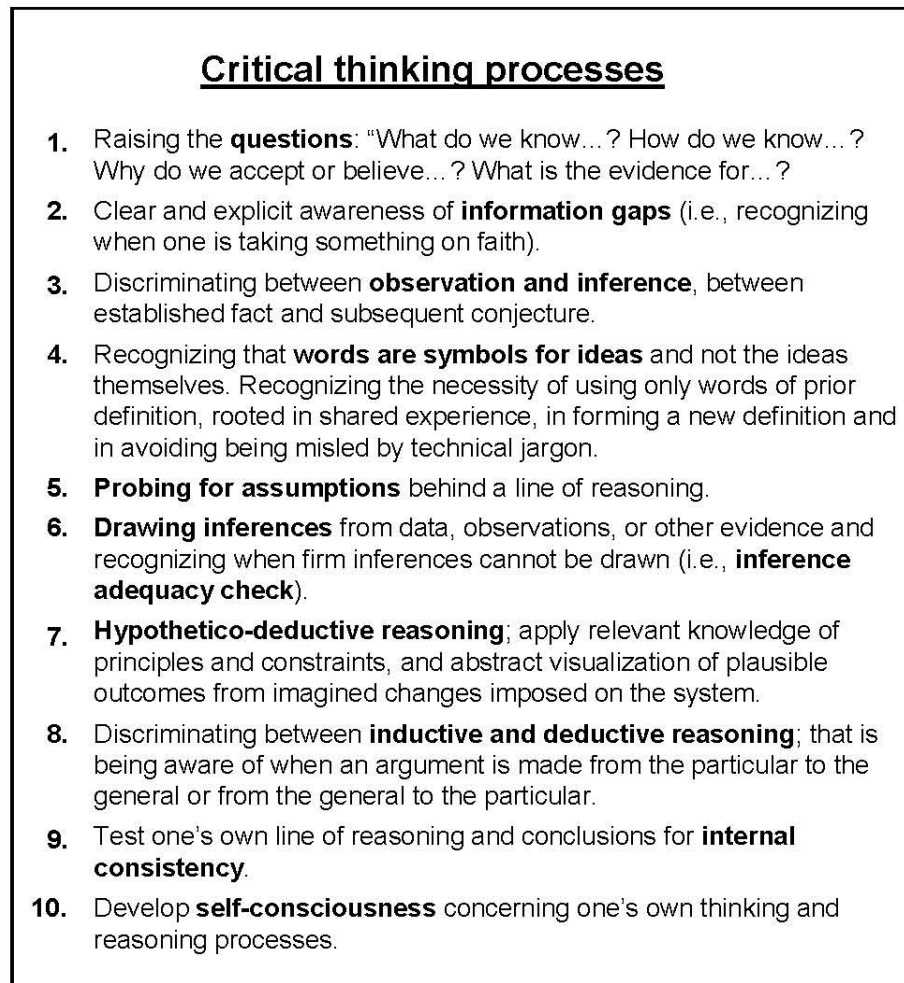 Critical thinking processes
1. Raising the questions: “What do we know…? How do we know…?
Why do we accept or believe…? What is the evidence for…?
2. Clear and explicit awareness of information gaps (i.e., recognizing
when one is taking something on faith).
3. Discriminating between observation and inference, between
established fact and subsequent conjecture.
4. Recognizing that words are symbols for ideas and not the ideas
themselves. Recognizing the necessity of using only words of prior
definition, rooted in shared experience, in forming a new definition and
in avoiding being misled by technical jargon.
5. Probing for assumptions behind a line of reasoning.
6. Drawing inferences from data, observations, or other evidence and
recognizing when firm inferences cannot be drawn (i.e., inference
adequacy check).
7. Hypothetico-deductive reasoning; apply relevant knowledge of
principles and constraints, and abstract visualization of plausible
outcomes from imagined changes imposed on the system.
8. Discriminating between inductive and deductive reasoning; that is
being aware of when an argument is made from the particular to the
general or from the general to the particular.
9. Test one’s own line of reasoning and conclusions for internal
consistency.
10. Develop self-consciousness concerning one’s own thinking and
reasoning processes.